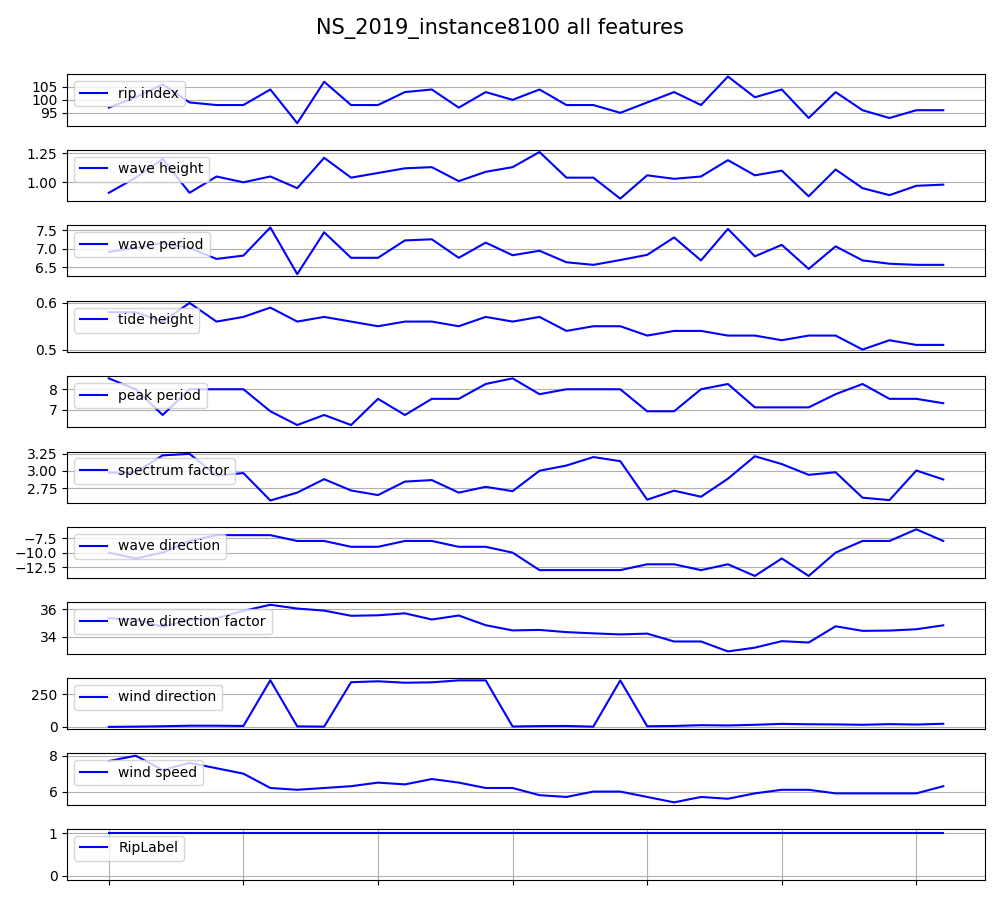 NS_2019_instance8100 all features
105
100
95
rip index
1.25
1.00
wave height
7.5
7.0
6.5
wave period
0.6
0.5
tide height
8
7
peak period
3.25
3.00
2.75
spectrum factor
−7.5
−10.0
−12.5
wave direction
36
34
wave direction factor
250
0
wind direction
8
6
wind speed
1
0
RipLabel